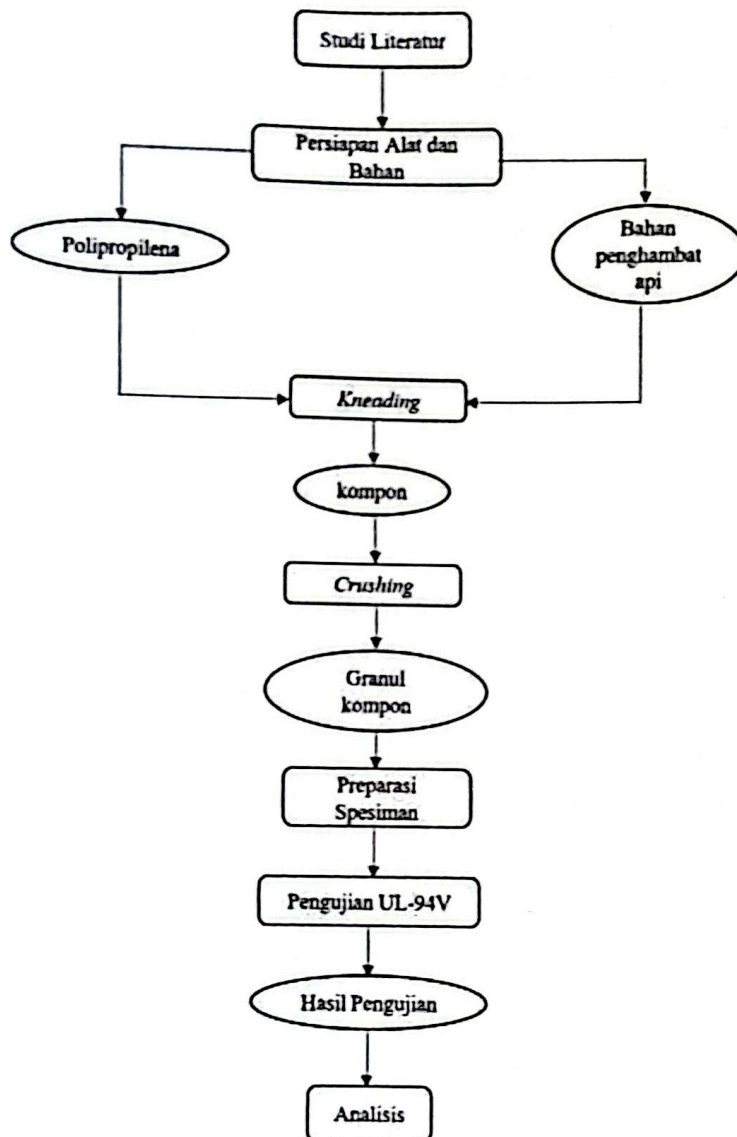 Studi Literatur
Persiapan Alat dan
Bahan
Polipropilena
Bahan
penghambat
api
Kneading
kompon
Crushing
Granul
kompon
Preparasi
Spesiman
Pengujian UL-94V
Hasil Pengujian
Analisis